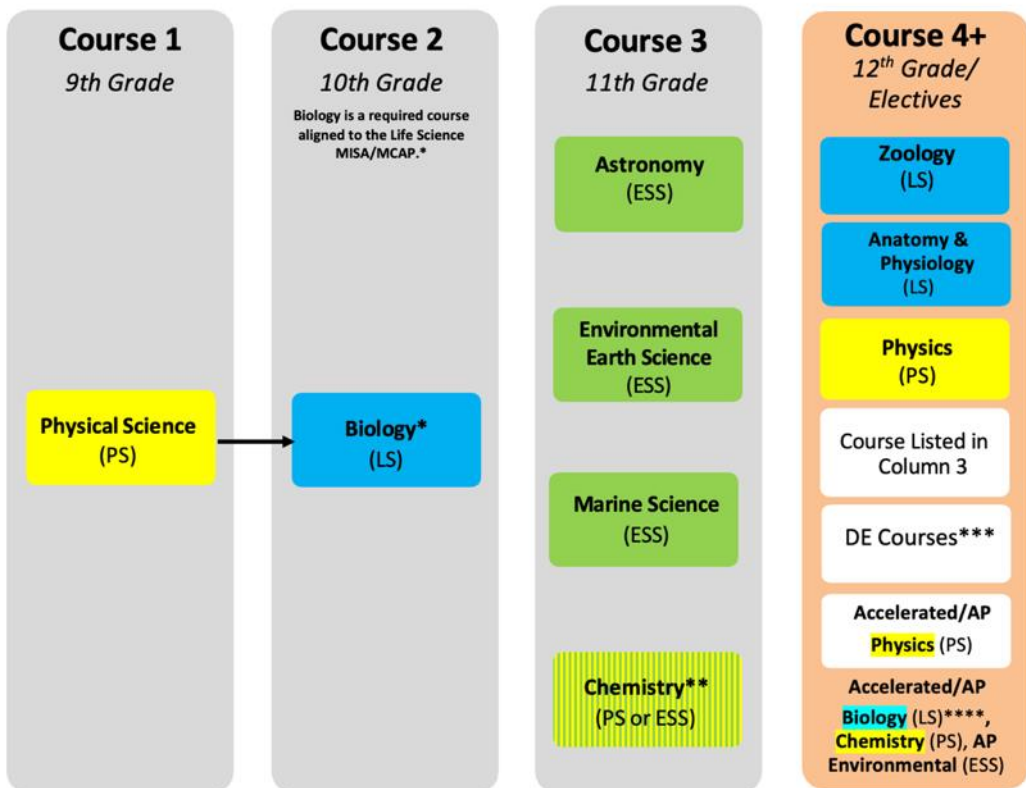 Course 1
9th Grade
Physical Science
(PS)
Course 2
10th Grade
Biology is a required course
aligned to the Life Science
MISA/MCAP.*
Biology*
(LS)
Course 3
11th Grade
Astronomy
(ESS)
Environmental
Earth Science
(ESS)
Marine Science
(ESS)
Chemistry**
(PS or ESS)
Course 4+
12th Grade/
Electives
Zoology
(LS)
Anatomy &
Physiology
(LS)
Physics
(PS)
Course Listed in
Column 3
DE Courses***
Accelerated/AP
Physics (PS)
Accelerated/AP
Biology (LS)****,
Chemistry (PS), AP
Environmental (ESS)